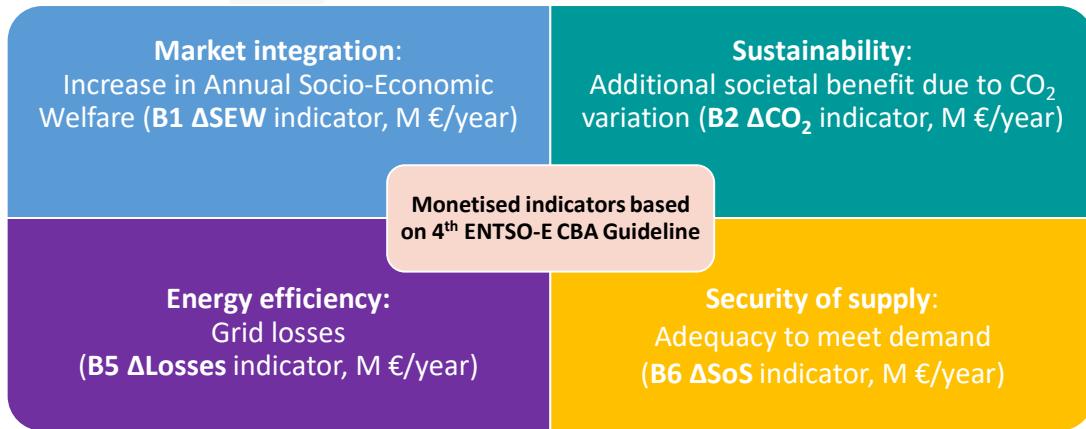 Market integration:
Increase in Annual Socio-Economic
Welfare (B1 ΔSEW indicator, M €/year)
Sustainability:
Additional societal benefit due to CO₂
variation (B2 ΔCO₂ indicator, M €/year)
Monetised indicators based
on 4th ENTSO-E CBA Guideline
Energy efficiency:
Grid losses
(B5 ΔLosses indicator, M €/year)
Security of supply:
Adequacy to meet demand
(B6 ΔSoS indicator, M €/year)